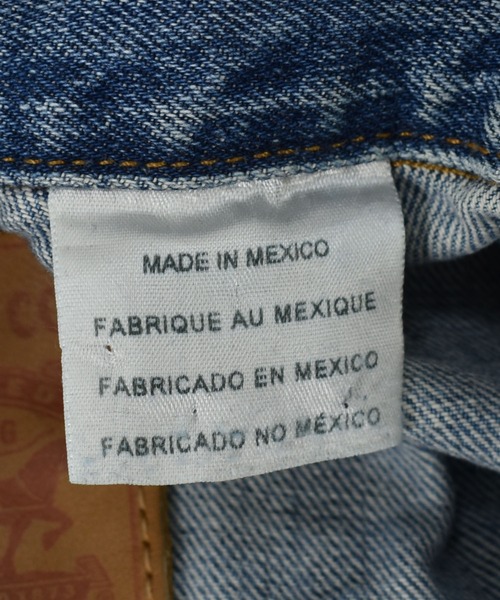 MADE IN MEXICO
FABRIQUE AU MEXIQUE
FABRICADO EN MEXICO
FABRICADO NO MÉXICO